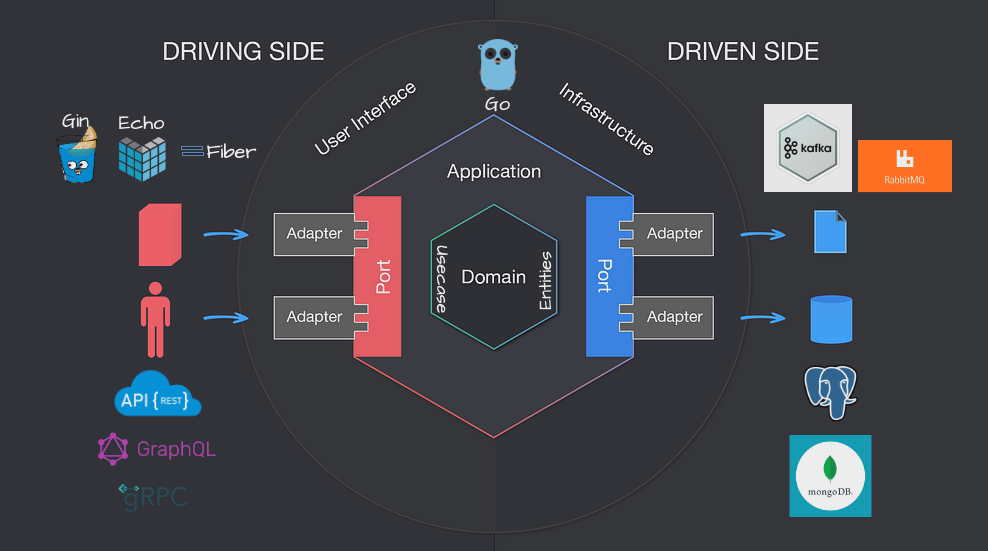 DRIVING SIDE
DRIVEN SIDE
Go
User Interface
Infrastructure
Gin
Echo
Fiber
kafka
RabbitMQ
Application
Adapter
Adapter
Port
Usecase
Domain
Entities
Port
Adapter
Adapter
API {REST}
GraphQL
gRPC
mongoDB.